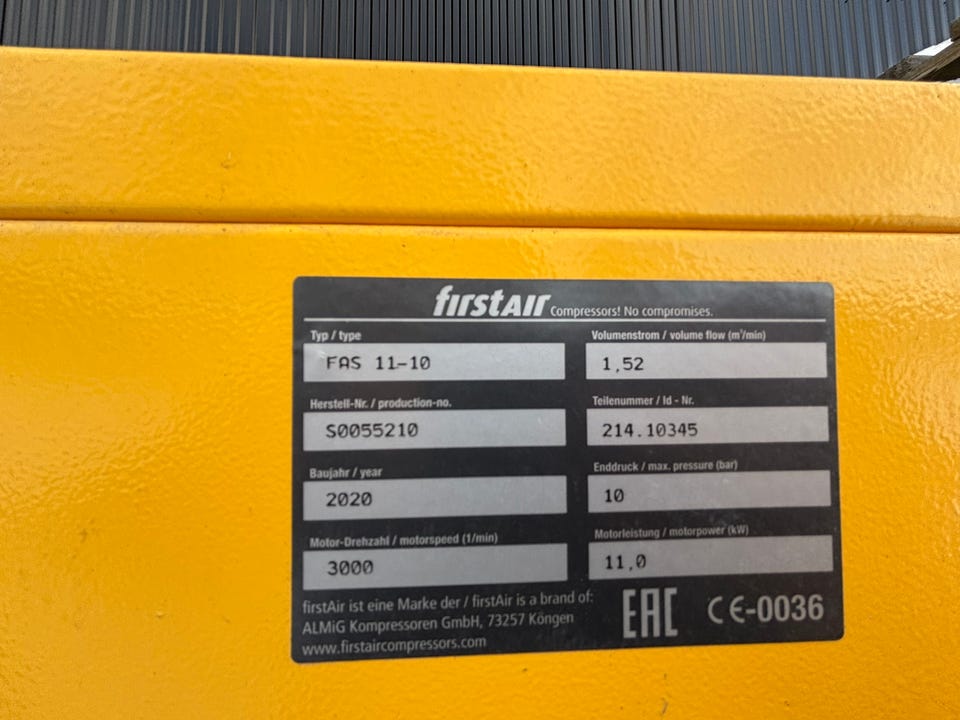 fırstAır Compressors! No compromises.
Typ / type
FAS 11-10
Volumenstrom / volume flow (m³/min)
1,52
Herstell-Nr. / production-no.
S0055210
Teilenummer / Id - Nr.
214.10345
Baujahr / year
2020
Enddruck / max. pressure (bar)
10
Motor-Drehzahl / motorspeed (1/min)
3000
Motorleistung / motorpower (kW)
11,0
firstAir ist eine Marke der / firstAir is a brand of:
ALMiG Kompressoren GmbH, 73257 Köngen
www.firstaircompressors.com
EAC CE-0036